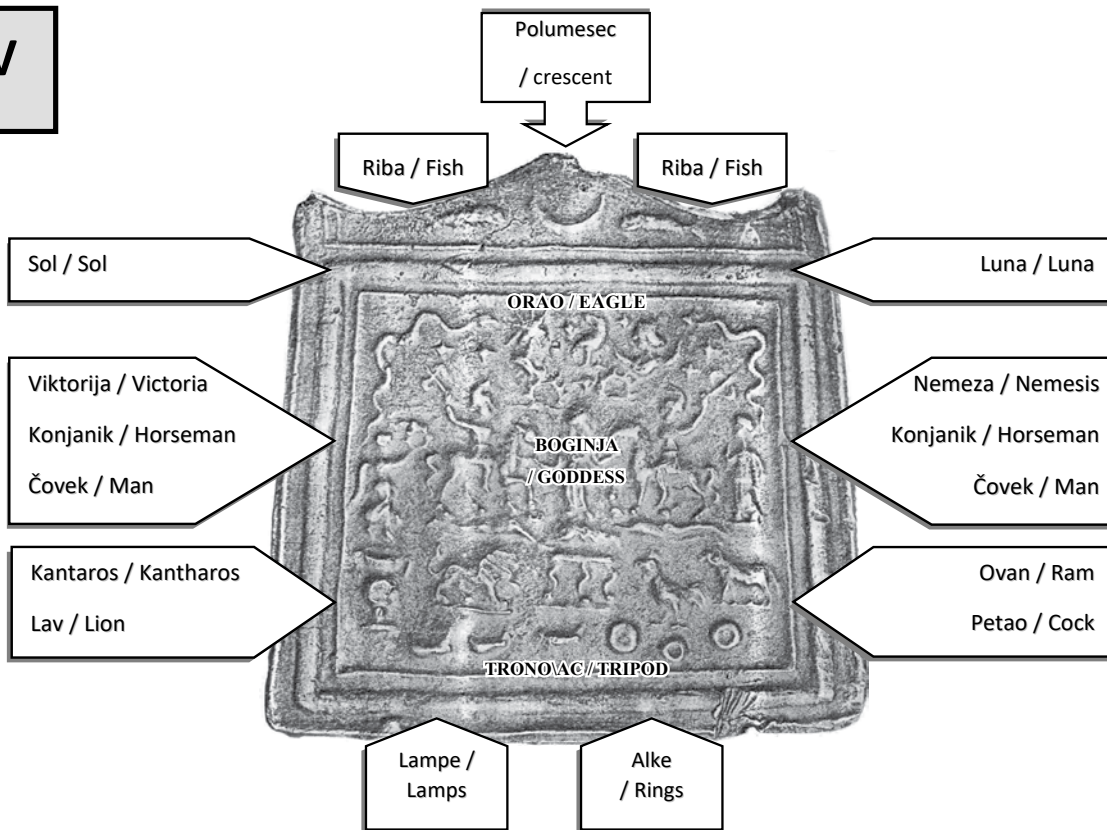 V
Polumesec
/ crescent
Riba / Fish
Riba / Fish
Sol / Sol
Luna / Luna
ORAO / EAGLE
Viktorija / Victoria
Konjanik / Horseman
Čovek / Man
BOGINJA
/ GODDESS
Nemeza / Nemesis
Konjanik / Horseman
Čovek / Man
Kantaros / Kantharos
Lav / Lion
Ovan / Ram
Petao / Cock
TRONO\AC / TRIPOD
Lampe /
Lamps
Alke
/ Rings